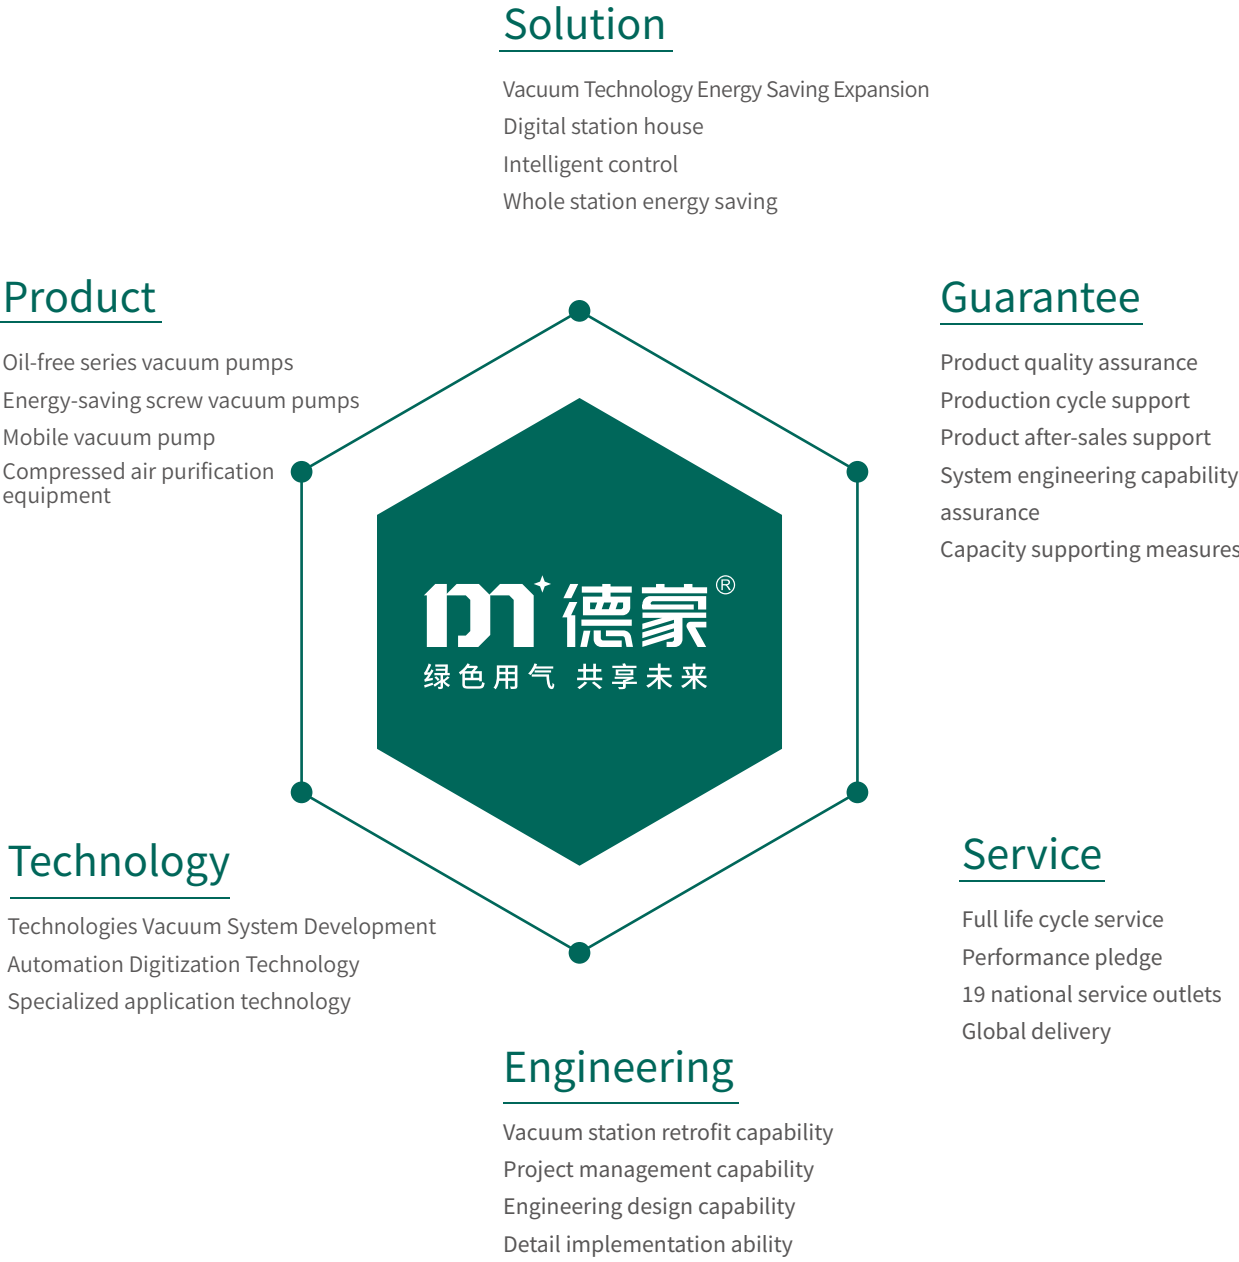 Solution
Vacuum Technology Energy Saving Expansion
Digital station house
Intelligent control
Whole station energy saving
Product
Oil-free series vacuum pumps
Energy-saving screw vacuum pumps
Mobile vacuum pump
Compressed air purification
equipment
Guarantee
Product quality assurance
Production cycle support
Product after-sales support
System engineering capability
assurance
Capacity supporting measures
m 德蒙®
绿色用气 共享未来
Technology
Technologies Vacuum System Development
Automation Digitization Technology
Specialized application technology
Service
Full life cycle service
Performance pledge
19 national service outlets
Global delivery
Engineering
Vacuum station retrofit capability
Project management capability
Engineering design capability
Detail implementation ability